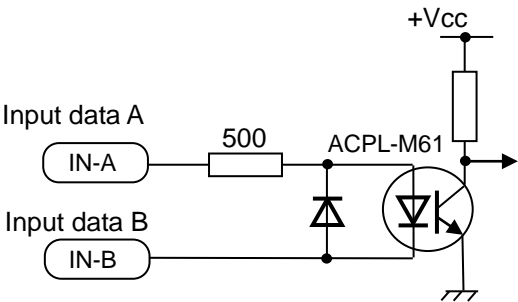 +Vcc
Input data A
500
ACPL-M61
IN-A
Input data B
IN-B